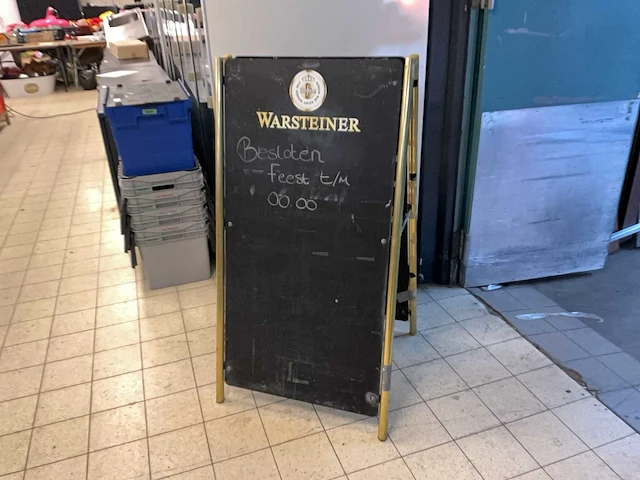 WARSTEINER
Besloten
Feest t/m
00.00